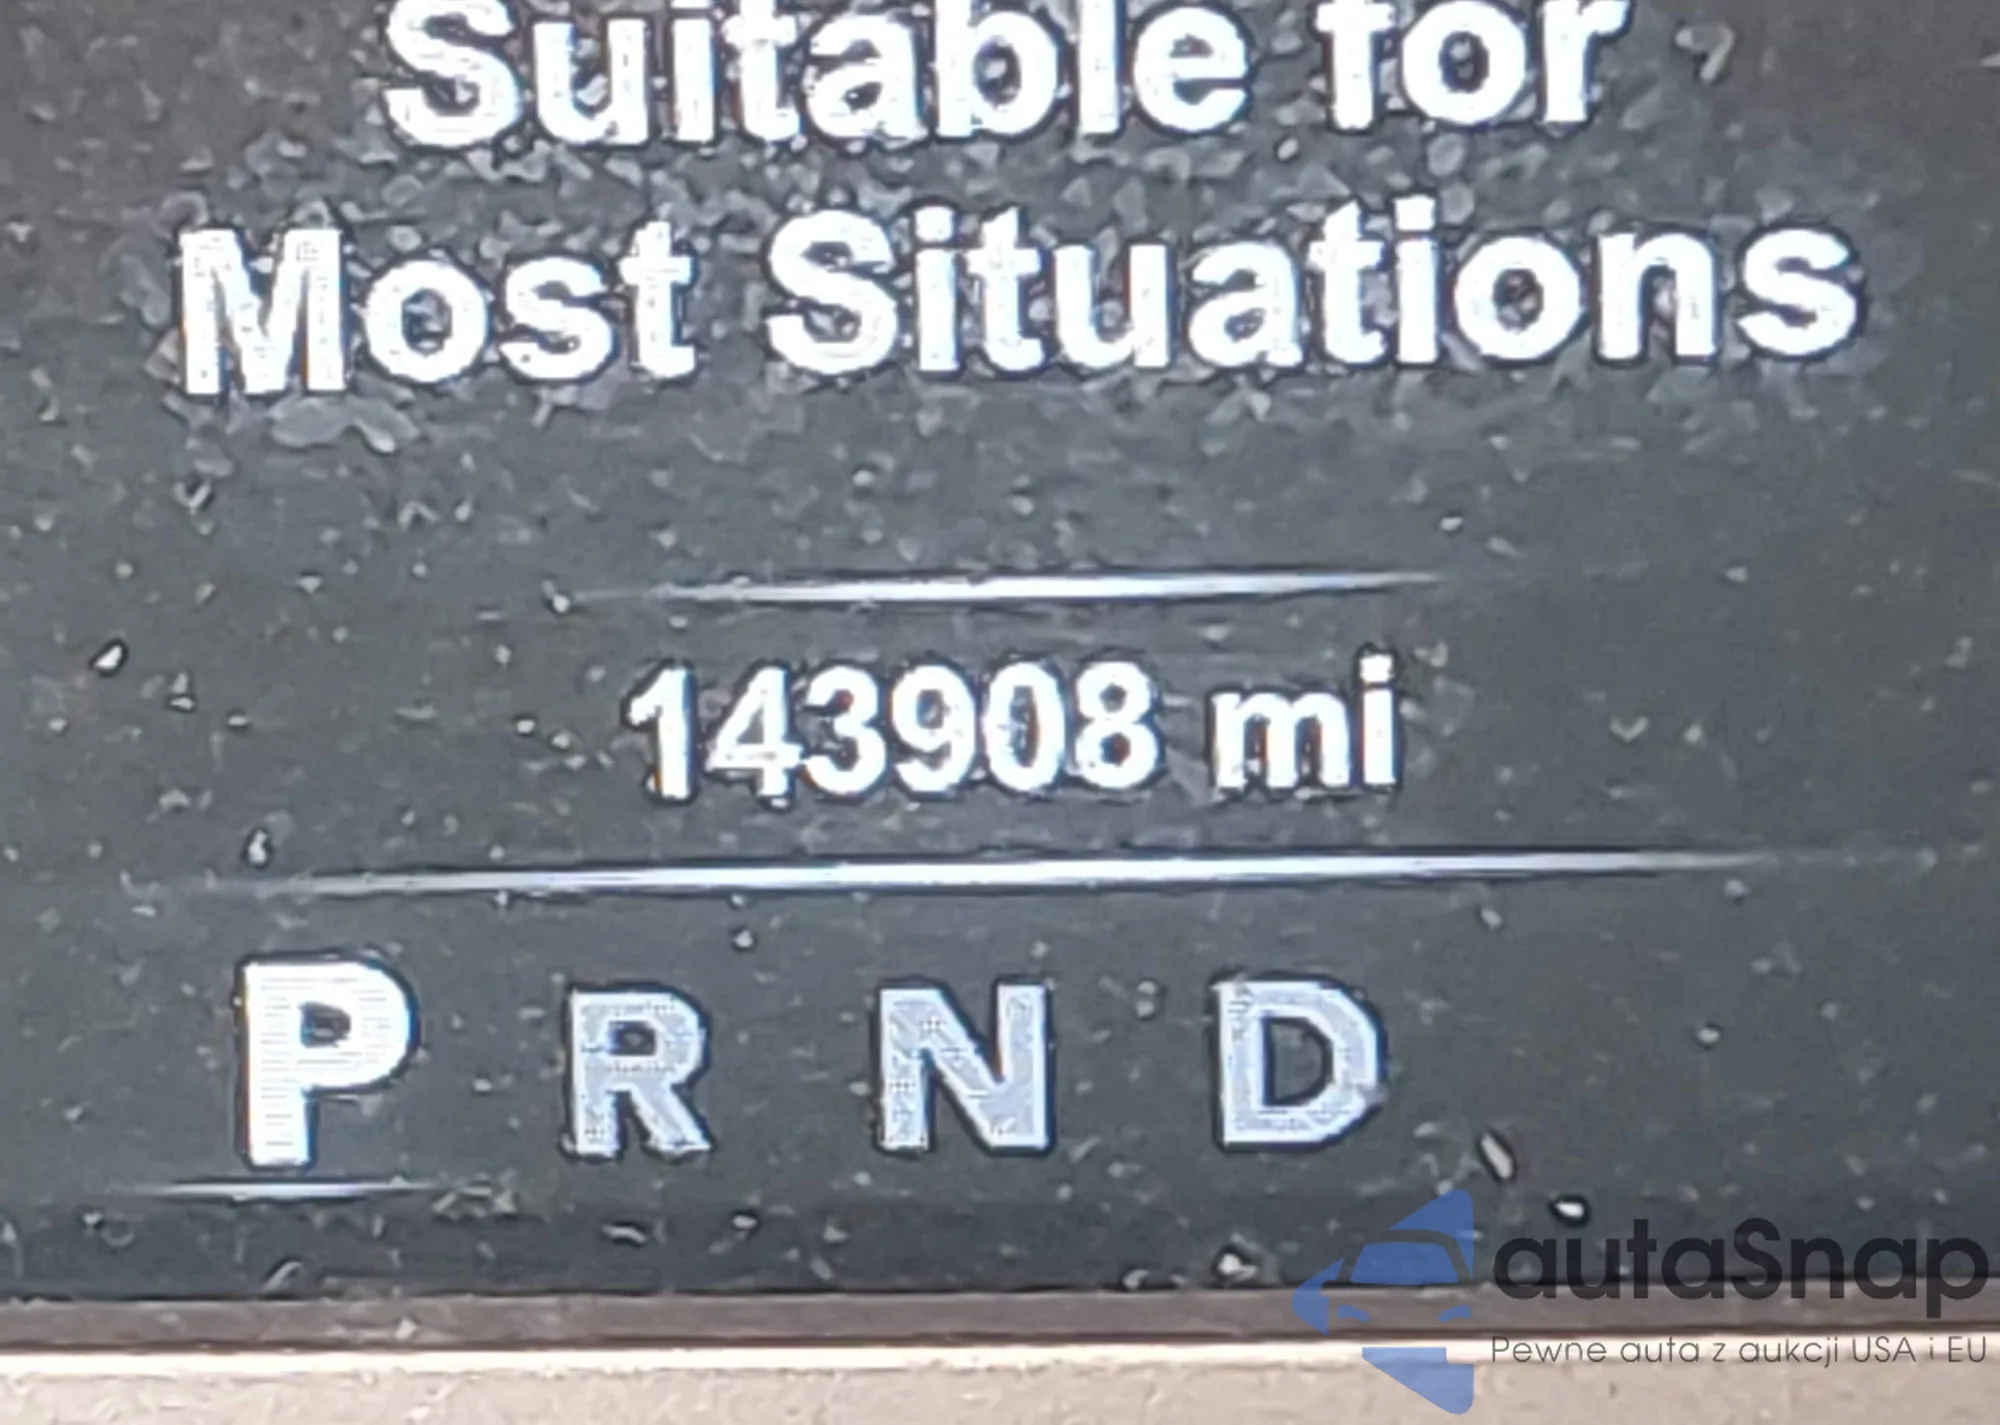 Suitable for
Most Situations
143908 mi
P R N D
autaSnap
Pewne auta z aukcji USA i EU